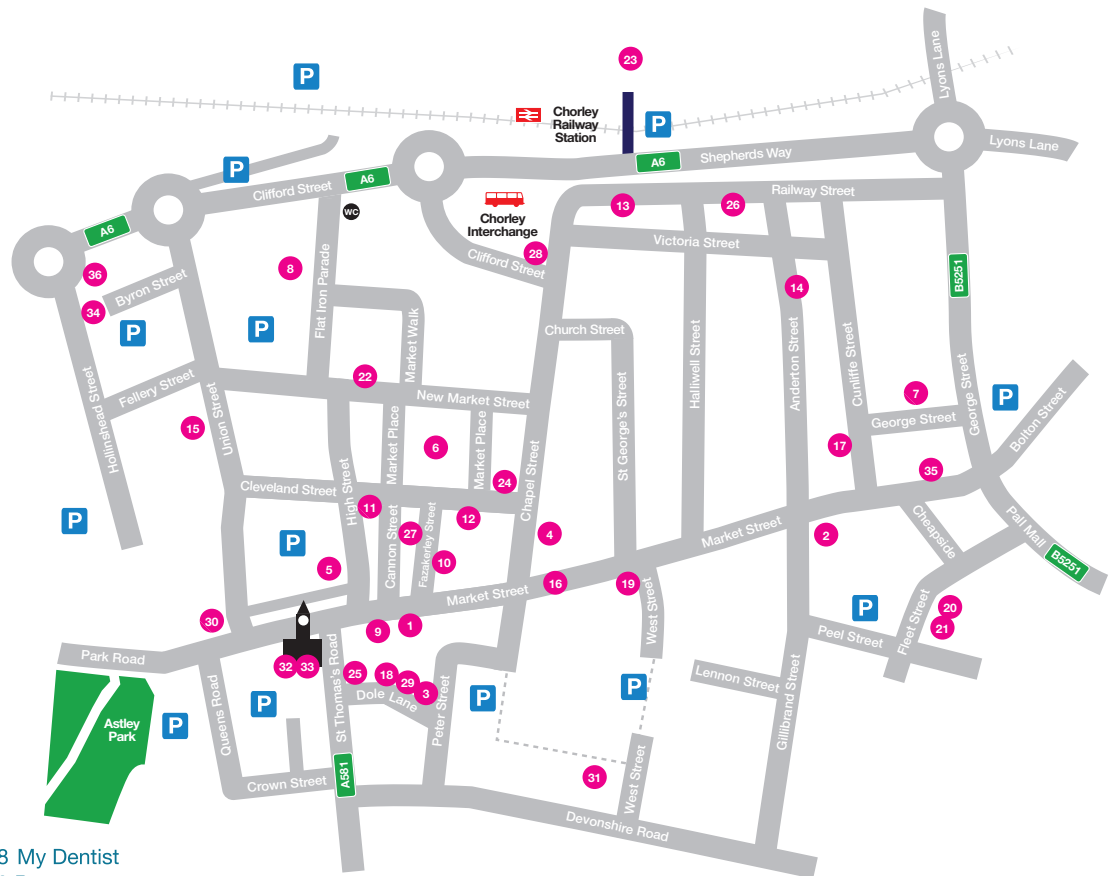 Lyons Lane
23
P
P
Chorley
Railway
Station
P
A6
Shepherds Way
Lyons Lane
P
Clifford Street
A6
Railway Street
WC
Chorley
Interchange
13
26
A6
Victoria Street
28
Clifford Street
36
8
Byron Street
34
P
P
Flat Iron Parade
Market Walk
14
B5251
Church Street
Halliwell Street
Anderton Street
Cunliffe Street
George Street
22
New Market Street
Fellery Street
Hollinshead Street
Union Street
15
Market Place
6
Market Place
24
Chapel Street
St George's Street
7
P
George Street
Bolton Street
17
35
Cleveland Street
High Street
11
12
27
Cannon Street
Fazakerley Street
10
4
P
P
5
Market Street
2
Cheapside
Pall Mall
B5251
Market Street
16
19
West Street
30
9
1
P
Fleet Street
20
21
Peel Street
Park Road
32
33
St Thomas's Road
25
18
29
3
Dole Lane
Peter Street
P
P
Lennon Street
Gillibrand Street
Astley
Park
P
Queens Road
P
Crown Street
A581
31
West Street
Devonshire Road
8 My Dentist